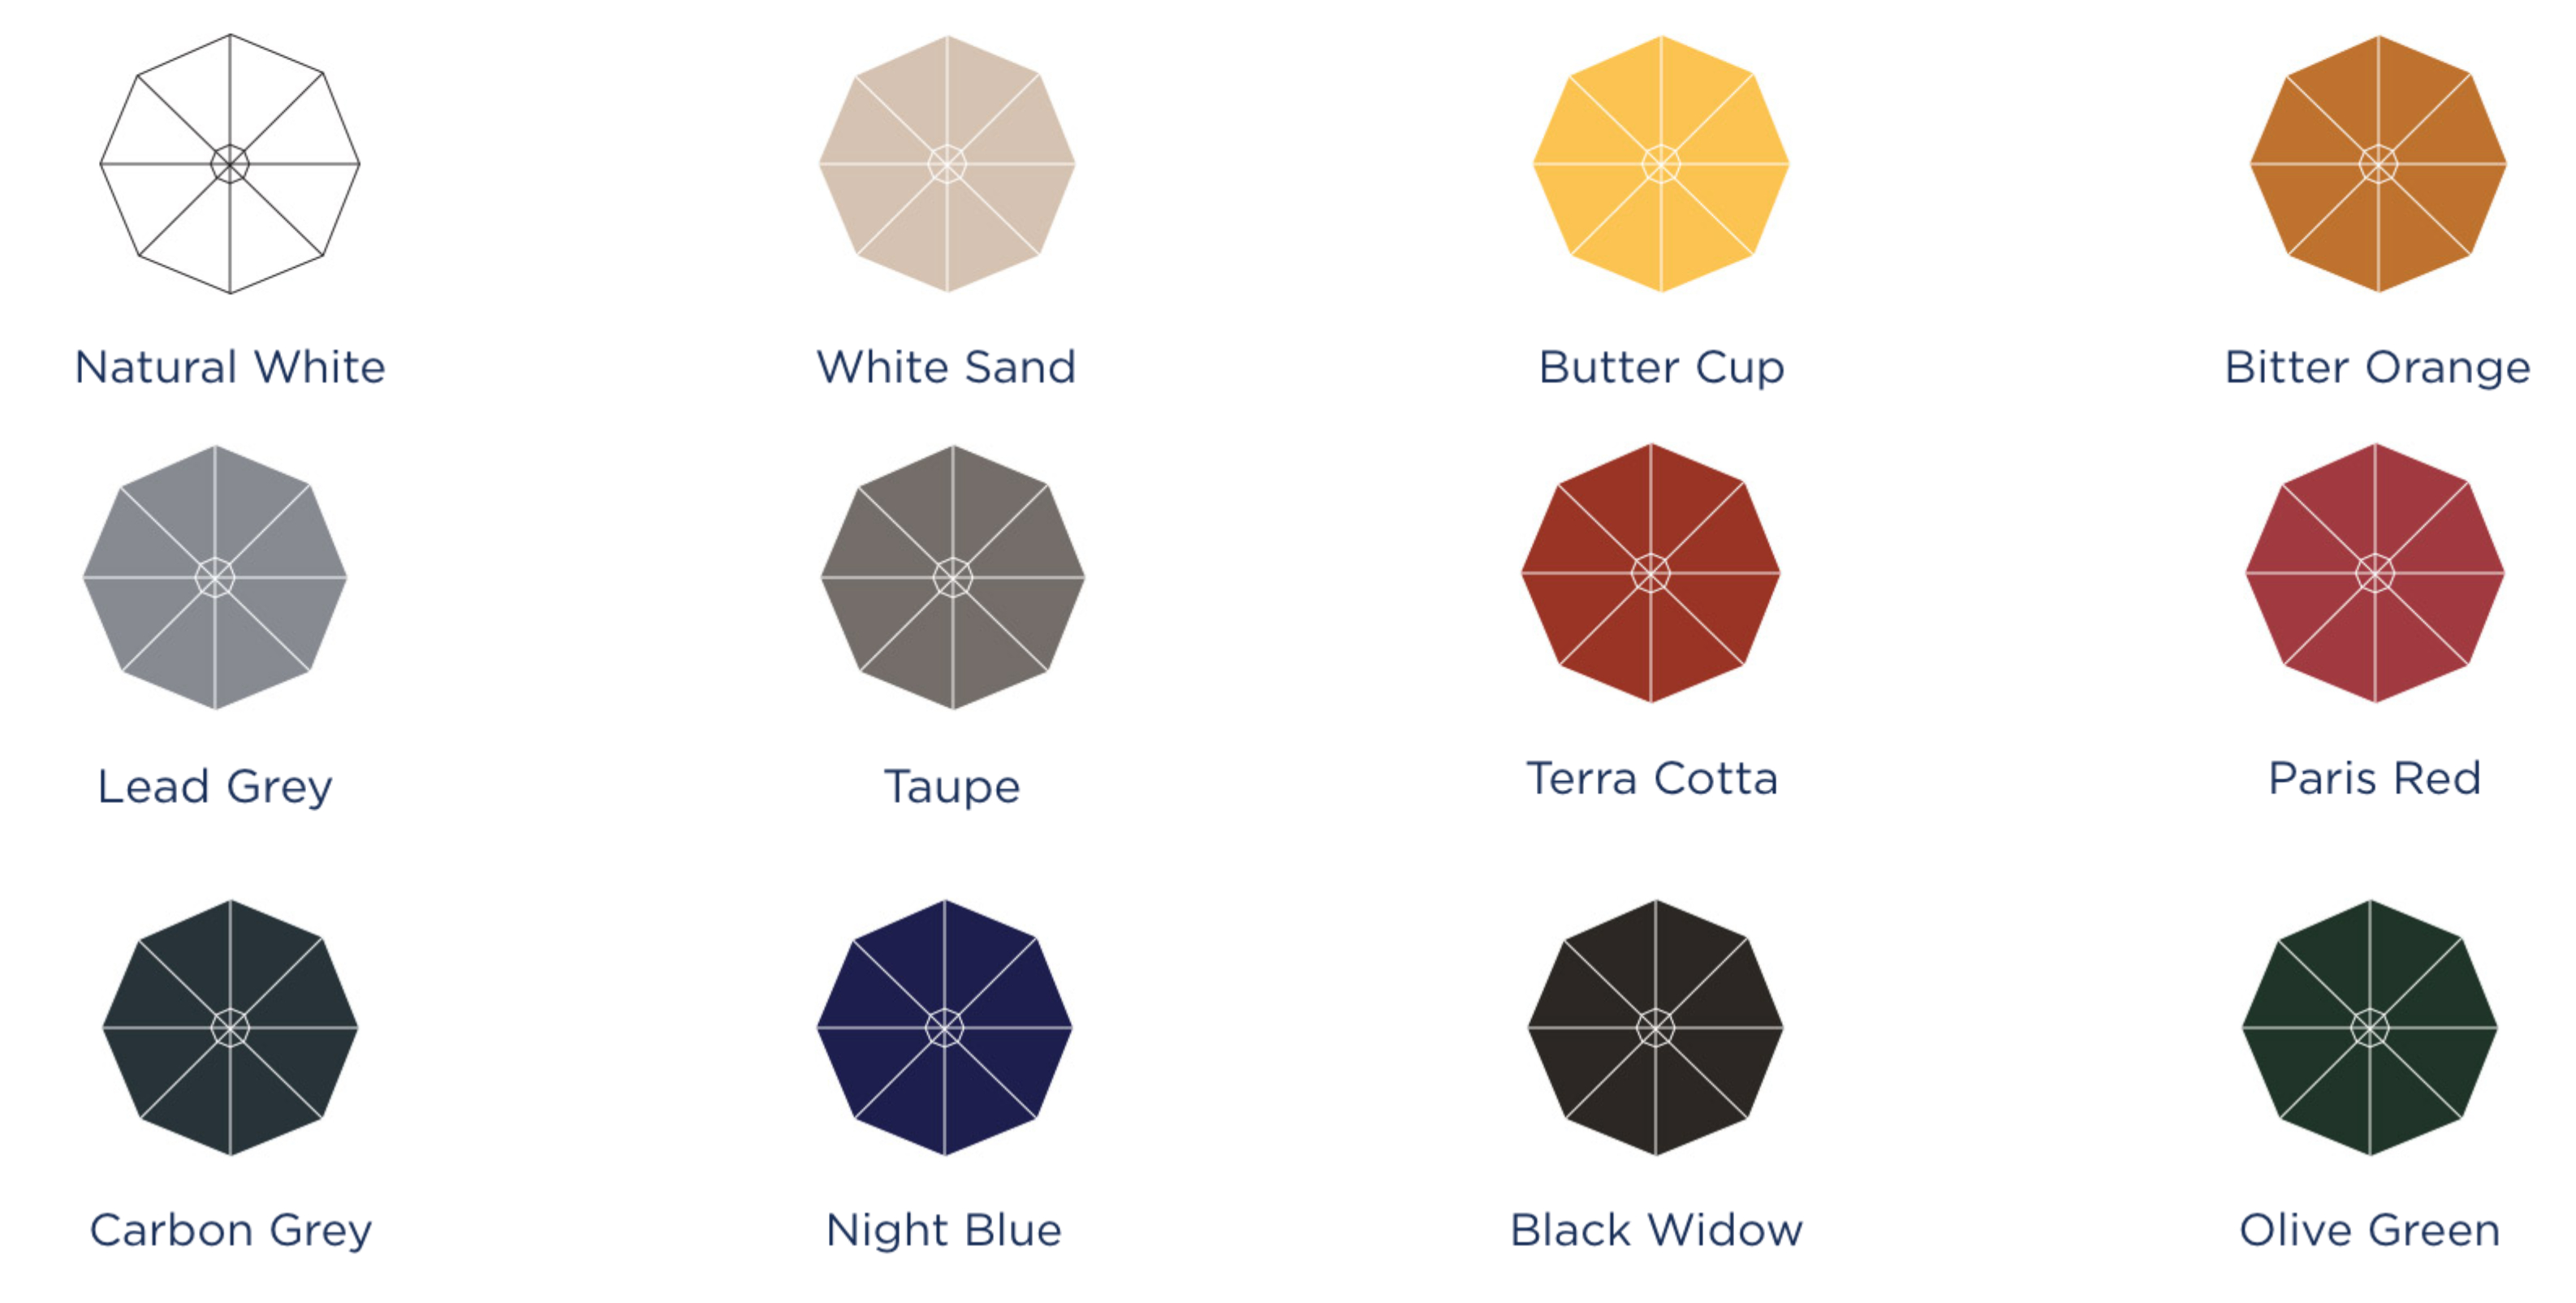 Natural White
White Sand
Butter Cup
Bitter Orange
Lead Grey
Taupe
Terra Cotta
Paris Red
Carbon Grey
Night Blue
Black Widow
Olive Green